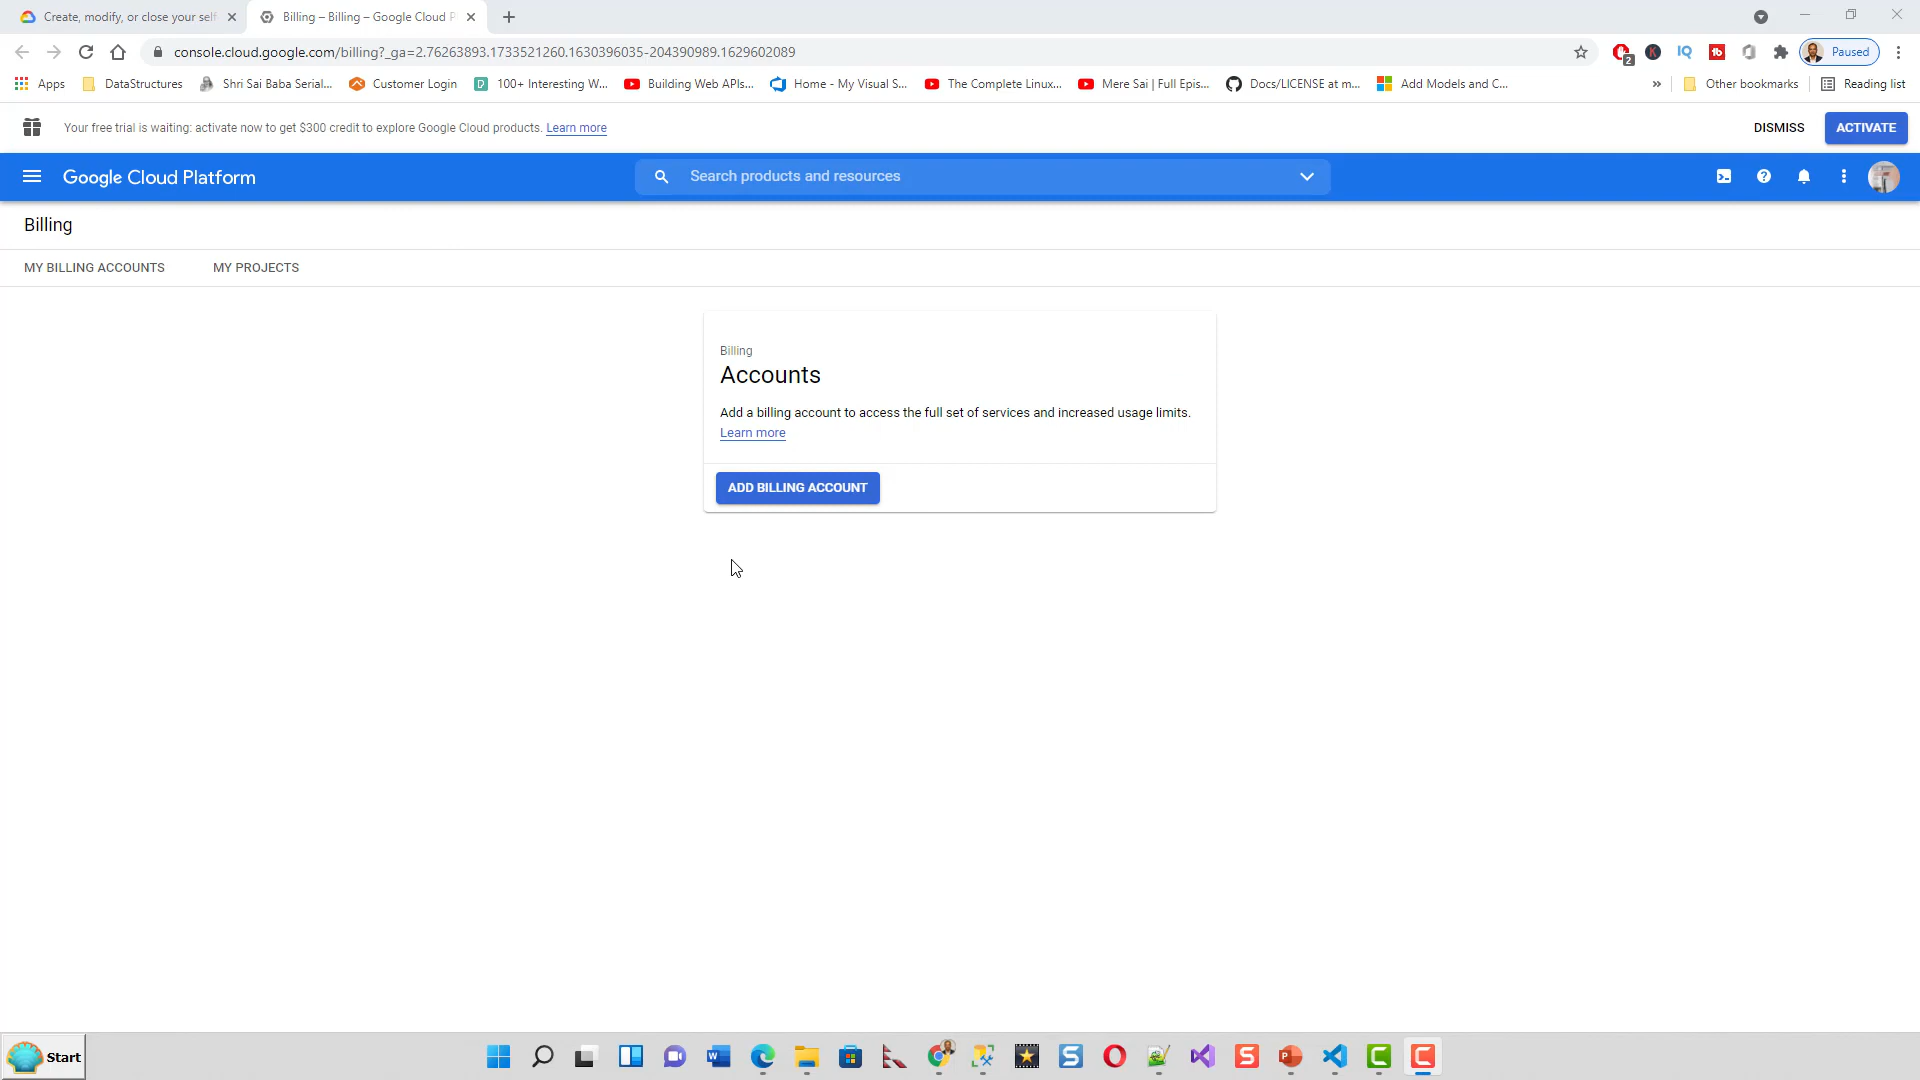 Create, modify, or close your self
Billing – Billing – Google Cloud P
console.cloud.google.com/billing?_ga=2.76263893.1733521260.1630396035-204390989.1629602089
2
IQ
Paused
Apps
DataStructures
Shri Sai Baba Serial...
Customer Login
100+ Interesting W...
Building Web APIs...
Home - My Visual S...
The Complete Linux...
Mere Sai | Full Epis...
Docs/LICENSE at m...
Add Models and C...
»
Other bookmarks
Reading list
Your free trial is waiting: activate now to get $300 credit to explore Google Cloud products. Learn more
DISMISS
ACTIVATE
Google Cloud Platform
Search products and resources
Billing
MY BILLING ACCOUNTS
MY PROJECTS
Billing
Accounts
Add a billing account to access the full set of services and increased usage limits.
Learn more
ADD BILLING ACCOUNT
Start